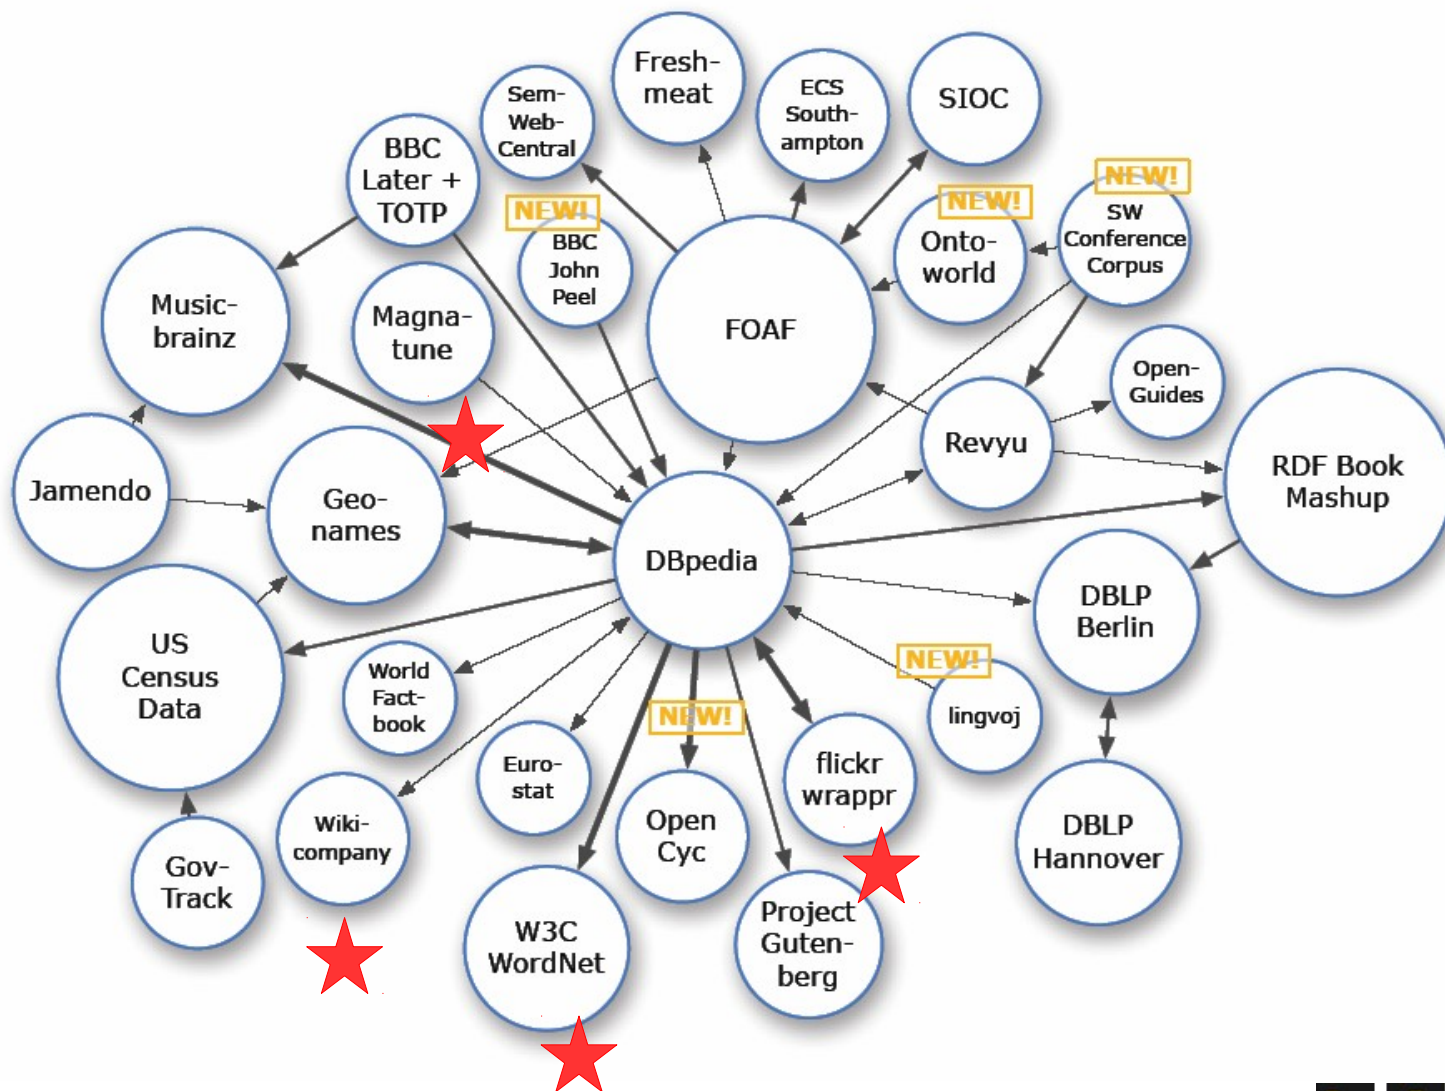 Fresh-
meat
Sem-
Web-
Central
ECS
South-
ampton
SIOC
BBC
Later +
TOTP
NEW!
BBC
John
Peel
NEW!
Onto-
world
NEW!
SW
Conference
Corpus
Music-
brainz
Magna-
tune
FOAF
Open-
Guides
Revyu
RDF Book
Mashup
Jamendo
Geo-
names
DBpedia
DBLP
Berlin
US
Census
Data
World
Fact-
book
NEW!
NEW!
lingvoj
Euro-
stat
flickr
wrappr
Wiki-
company
Open
Cyc
DBLP
Hannover
Gov-
Track
W3C
WordNet
Project
Guten-
berg